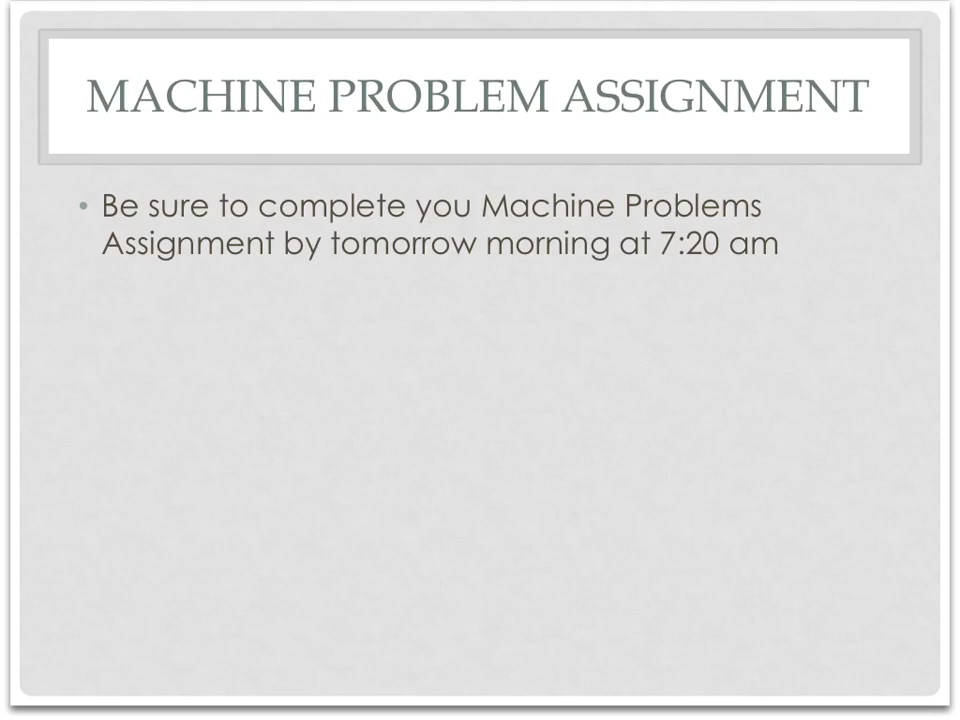 MACHINE PROBLEM ASSIGNMENT
• Be sure to complete you Machine Problems
Assignment by tomorrow morning at 7:20 am